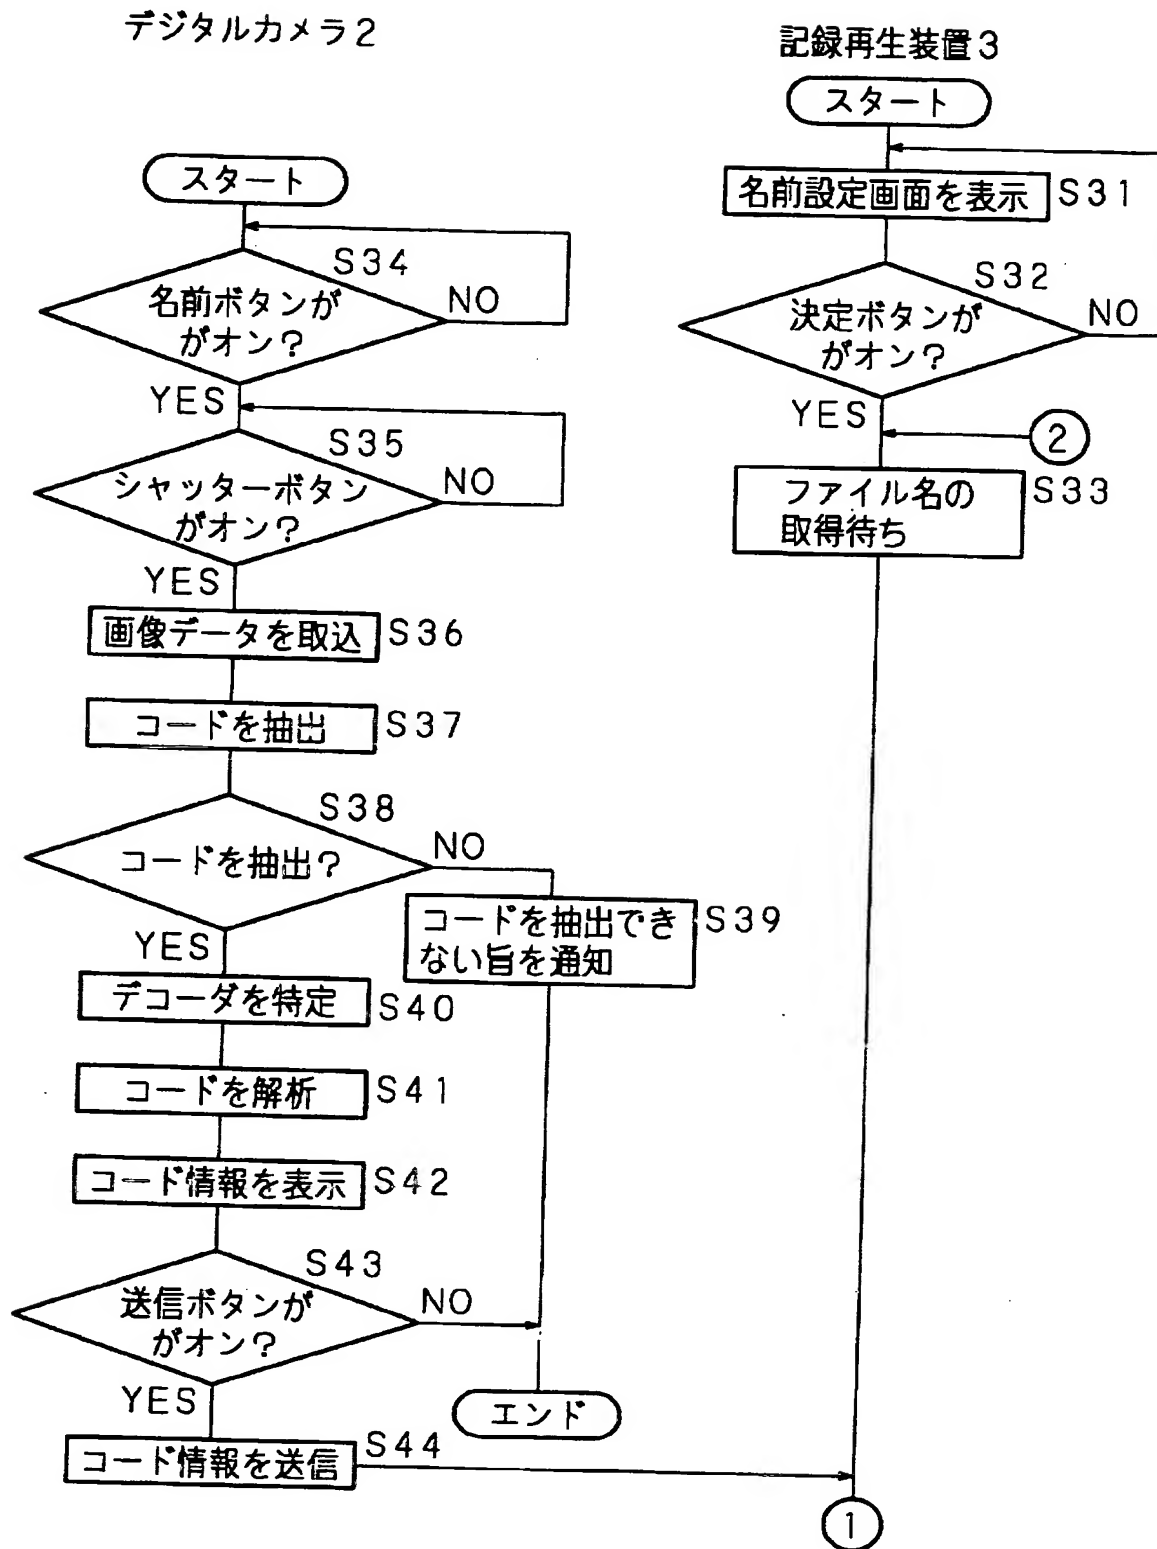 デジタルカメラ2
スタート
S34
名前ボタンが
がオン?
NO
YES
S35
シャッターボタン
がオン?
NO
YES
画像データを取込
S36
コードを抽出
S37
S38
コードを抽出?
NO
コードを抽出でき
ない旨を通知
S39
YES
デコーダを特定
S40
コードを解析
S41
コード情報を表示
S42
S43
送信ボタンが
がオン?
NO
エンド
YES
コード情報を送信
S44
記録再生装置3
スタート
名前設定画面を表示
S31
S32
決定ボタンが
がオン?
NO
YES
2
ファイル名の
取得待ち
S33
1